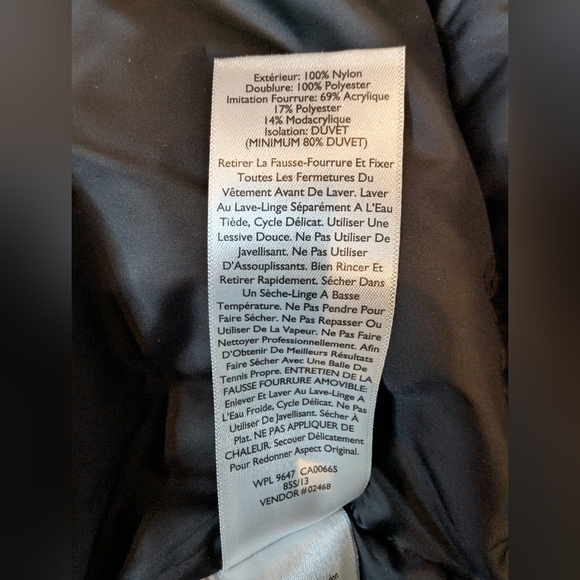 Extérieur: 100% Nylon
Doublure: 100% Polyester
Imitation Fourrure: 69% Acrylique
17% Polyester
14% Modacrylique
Isolation: DUVET
(MINIMUM 80% DUVET)
Retirer La Fausse-Fourrure Et Fixer
Toutes Les Fermetures Du
Vêtement Avant De Laver. Laver
Au Lave-Linge Séparément A L'Eau
Tiède, Cycle Délicat. Utiliser Une
Lessive Douce. Ne Pas Utiliser De
Javellisant. Ne Pas Utiliser
D'Assouplissants. Bien Rincer Et
Retirer Rapidement. Sécher Dans
Un Sèche-Linge A Basse
Température. Ne Pas Pendre Pour
Faire Sécher. Ne Pas Repasser Ou
Utiliser De La Vapeur. Ne Pas Faire
Nettoyer Professionnellement. Afin
D'Obtenir De Meilleurs Résultats
Faire Sécher Avec Une Balle De
Tennis Propre. ENTRETIEN DE LA
FAUSSE FOURRURE AMOVIBLE:
Enlever Et Laver Au Lave-Linge A
L'Eau Froide, Cycle Délicat. Ne Pas
Utiliser De Javellisant. Sécher À
Plat. NE PAS APPLIQUER DE
CHALEUR. Secouer Délicatement
Pour Redonner Aspect Original.
WPL 9647 CA00665
85S/13
VENDOR #02468